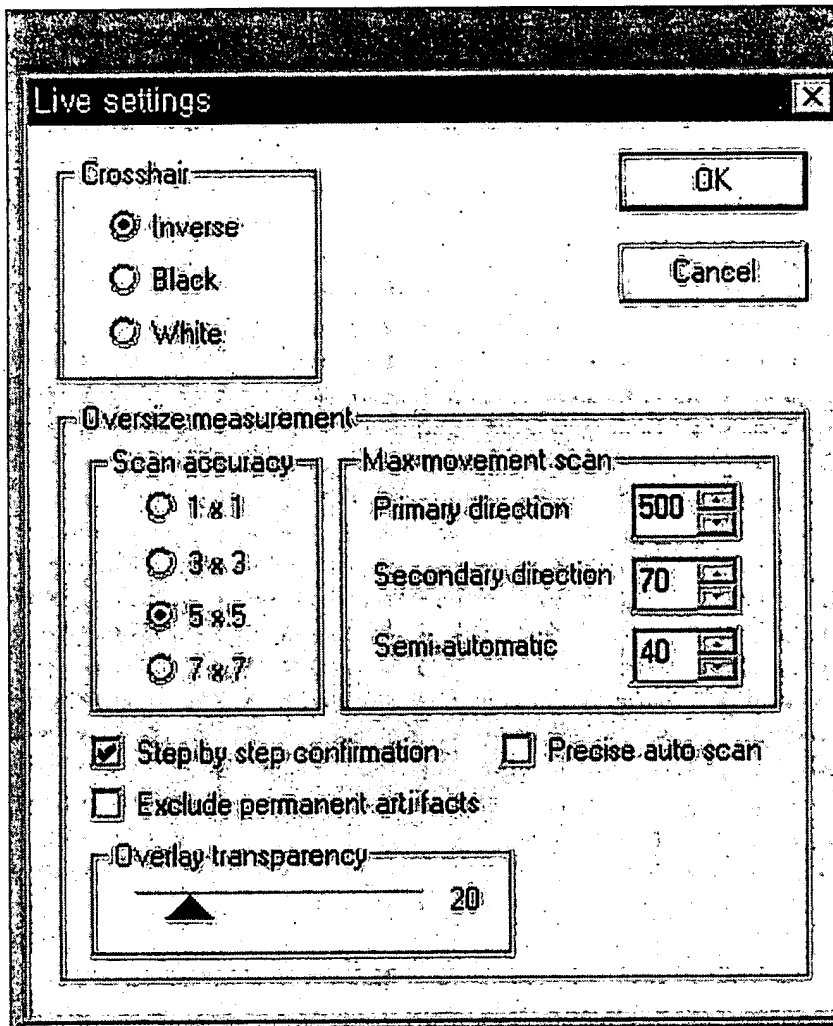 Live settings
Crosshair
Inverse
Black
White
OK
Cancel
Oversize measurement
Scan accuracy
1 x 1
3 x 3
5 x 5
7 x 7
Max movement scan
Primary direction 500
Secondary direction 70
Semi-automatic 40
Step by step confirmation
Precise auto scan
Exclude permanent artifacts
Overlay transparency
20